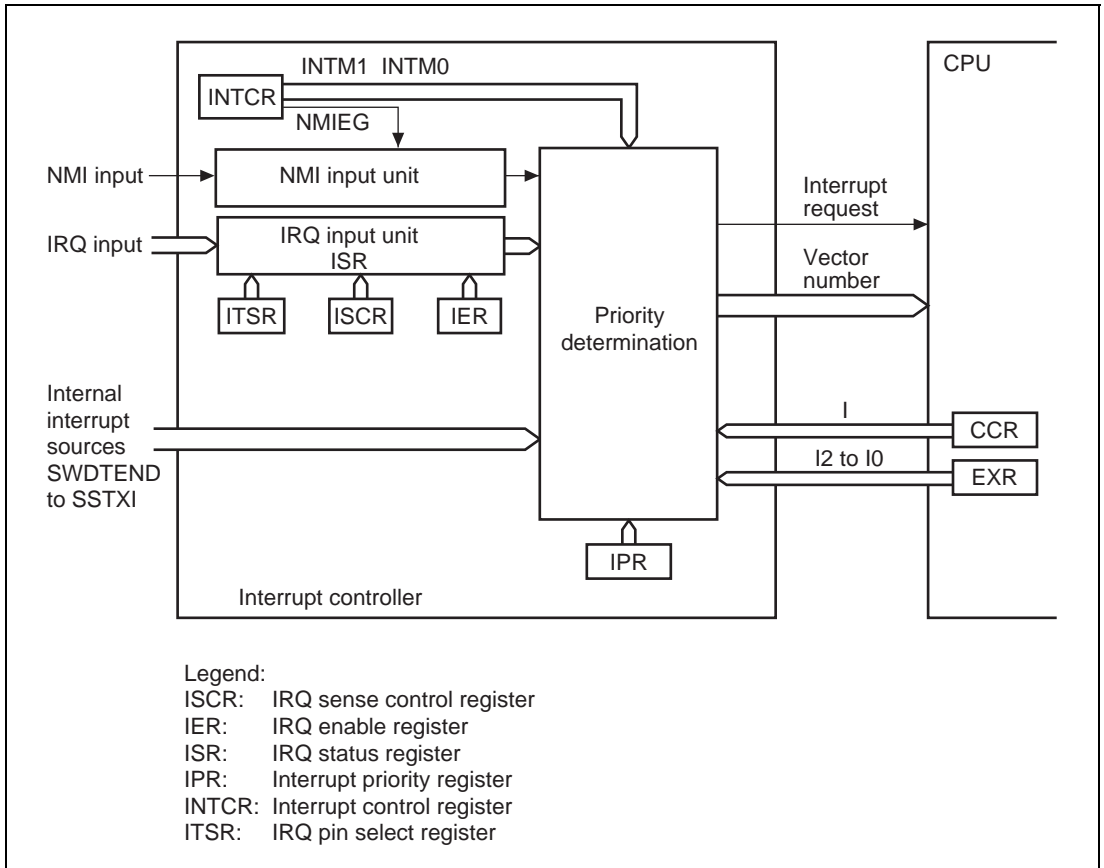 INTM1 INTM0
CPU
INTCR
NMIEG
NMI input
NMI input unit
Interrupt
request
IRQ input
IRQ input unit
ISR
Vector
number
ITSR
ISCR
IER
Priority
determination
Internal
interrupt
sources
SWDTEND
to SSTXI
I
CCR
I2 to I0
EXR
IPR
Interrupt controller
Legend:
ISCR: IRQ sense control register
IER: IRQ enable register
ISR: IRQ status register
IPR: Interrupt priority register
INTCR: Interrupt control register
ITSR: IRQ pin select register